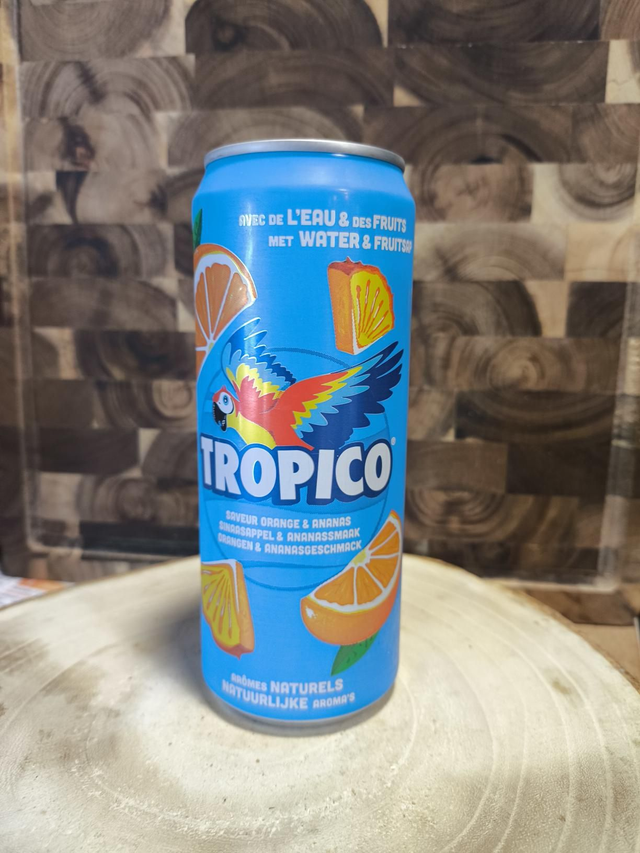 AVEC DE L'EAU & DES FRUITS
MET WATER & FRUITSAP
TROPICO®
SAVEUR ORANGE & ANANAS
SINAASAPPEL & ANANASSMAAK
ORANGEN & ANANASGESCHMACK
ARÔMES NATURELS
NATUURLIJKE AROMA'S